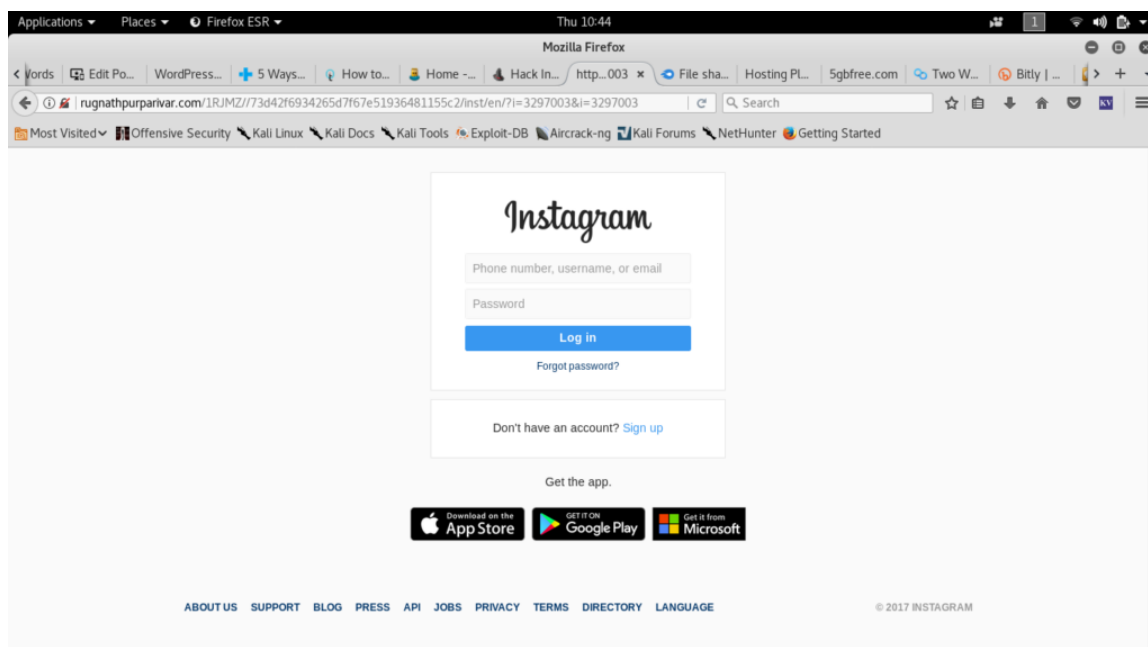 Applications Places Firefox ESR Thu 10:44 1
Mozilla Firefox
Vords Edit Po... WordPress... 5 Ways... How to... Home -... Hack In... http...003 File sha... Hosting Pl... 5gbfree.com Two W... Bitly | ...
rugnathpurparivar.com/1RJMZ//73d42f6934265d7f67e51936481155c2/inst/en/?i=3297003&i=3297003 Search
Most Visited Offensive Security Kali Linux Kali Docs Kali Tools Exploit-DB Aircrack-ng Kali Forums NetHunter Getting Started
Instagram
Phone number, username, or email
Password
Log in
Forgot password?
Don't have an account? Sign up
Get the app.
Download on the App Store GET IT ON Google Play Get it from Microsoft
ABOUT US SUPPORT BLOG PRESS API JOBS PRIVACY TERMS DIRECTORY LANGUAGE © 2017 INSTAGRAM